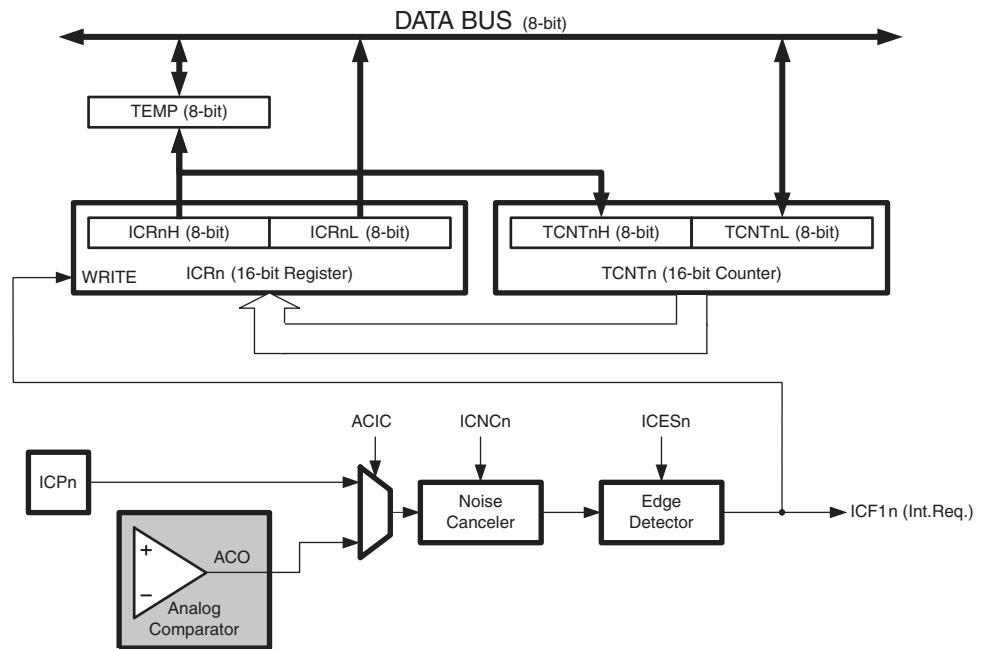 DATA BUS (8-bit)
TEMP (8-bit)
ICRnH (8-bit) ICRnL (8-bit) TCNTnH (8-bit) TCNTnL (8-bit)
WRITE ICRn (16-bit Register) TCNTn (16-bit Counter)
ACIC ICNCn ICESn
ICPn
Noise
Canceler
Edge
Detector
ICF1n (Int.Req.)
+
ACO
−
Analog
Comparator